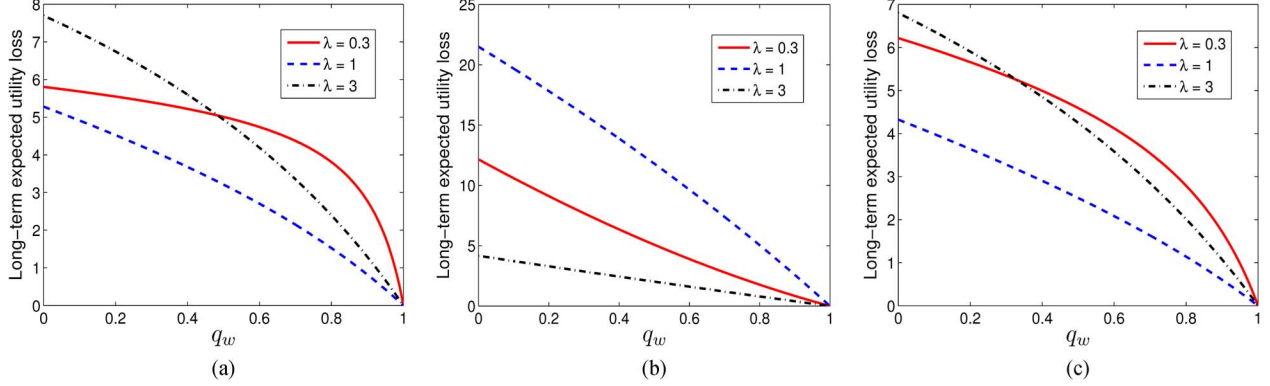 Long-term expected utility loss
8
7
6
5
4
3
2
1
0
0 0.2 0.4 0.6 0.8 1
q_w
λ = 0.3
λ = 1
λ = 3
(a)
Long-term expected utility loss
25
20
15
10
5
0
0 0.2 0.4 0.6 0.8 1
q_w
λ = 0.3
λ = 1
λ = 3
(b)
Long-term expected utility loss
7
6
5
4
3
2
1
0
0 0.2 0.4 0.6 0.8 1
q_w
λ = 0.3
λ = 1
λ = 3
(c)